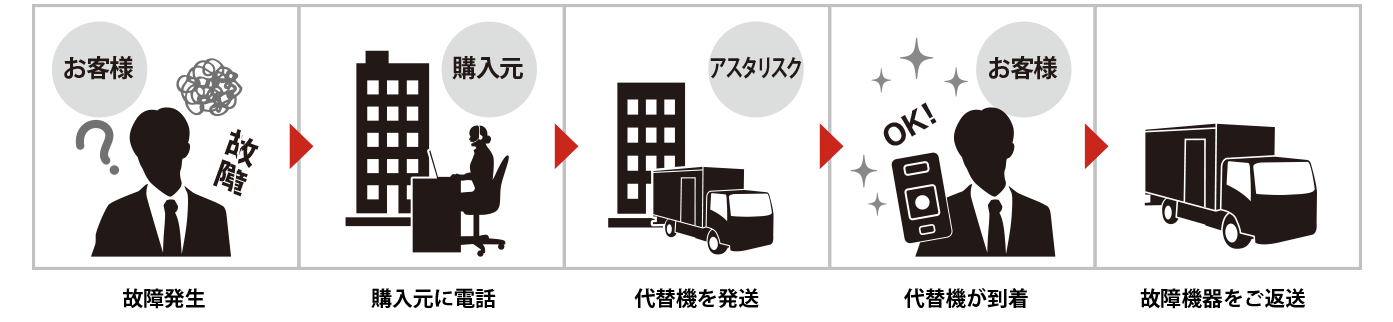 お客様
故障
故障発生
購入元
購入元に電話
アスタリスク
代替機を発送
お客様
OK!
代替機が到着
故障機器をご返送